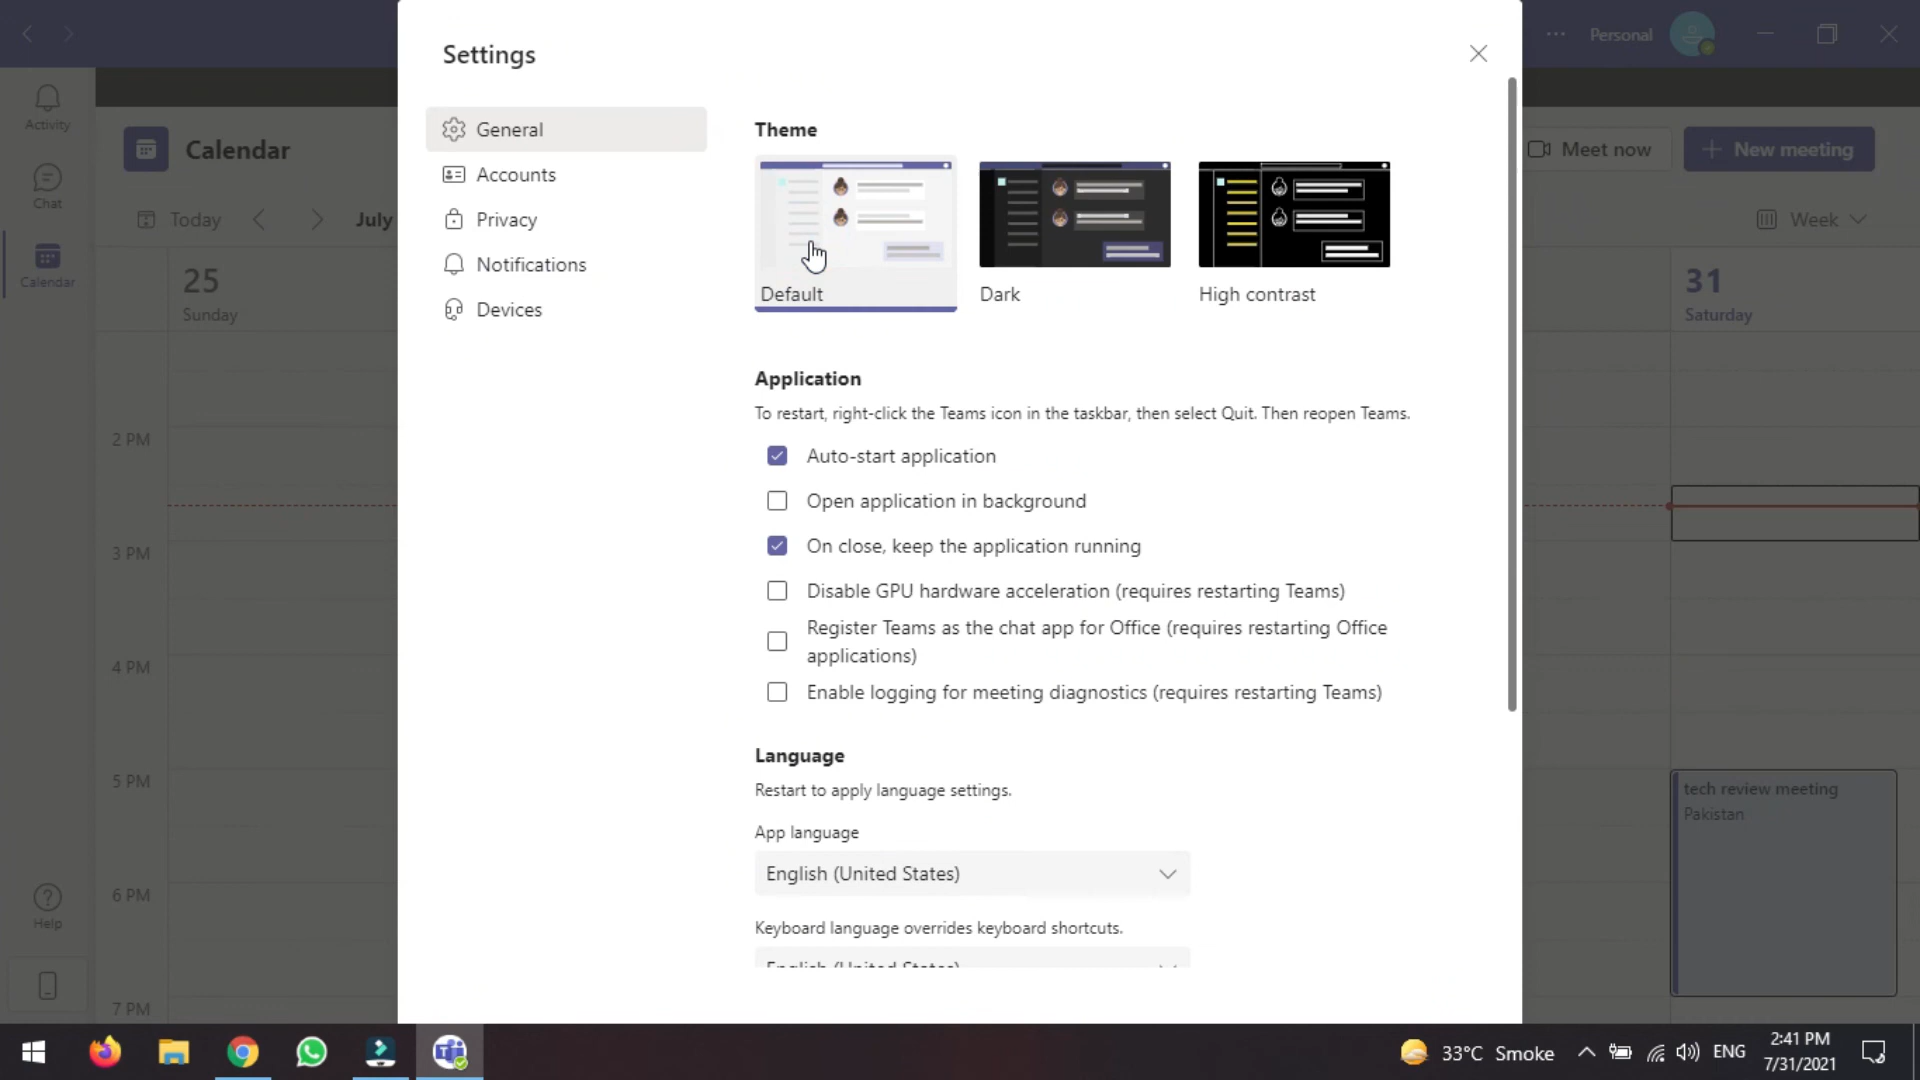 Personal
Settings
Activity
Chat
Calendar
Help
Calendar
Meet now
New meeting
Today
July
Week
25
Sunday
31
Saturday
2 PM
3 PM
4 PM
5 PM
6 PM
7 PM
tech review meeting
Pakistan
General
Accounts
Privacy
Notifications
Devices
Theme
Default
Dark
High contrast
Application
To restart, right-click the Teams icon in the taskbar, then select Quit. Then reopen Teams.
Auto-start application
Open application in background
On close, keep the application running
Disable GPU hardware acceleration (requires restarting Teams)
Register Teams as the chat app for Office (requires restarting Office
applications)
Enable logging for meeting diagnostics (requires restarting Teams)
Language
Restart to apply language settings.
App language
English (United States)
Keyboard language overrides keyboard shortcuts.
English (United States)
33°C Smoke
ENG
2:41 PM
7/31/2021